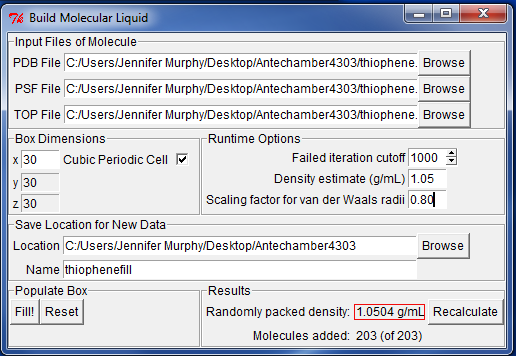 Build Molecular Liquid
Input Files of Molecule
PDB File C:/Users/Jennifer Murphy/Desktop/Antechamber4303/thiophene. Browse
PSF File C:/Users/Jennifer Murphy/Desktop/Antechamber4303/thiophene. Browse
TOP File C:/Users/Jennifer Murphy/Desktop/Antechamber4303/thiophene. Browse
Box Dimensions
x 30 Cubic Periodic Cell
y 30
z 30
Runtime Options
Failed iteration cutoff 1000
Density estimate (g/mL) 1.05
Scaling factor for van der Waals radii 0.80
Save Location for New Data
Location C:/Users/Jennifer Murphy/Desktop/Antechamber4303 Browse
Name thiophenefill
Populate Box
Fill! Reset
Results
Randomly packed density: 1.0504 g/mL Recalculate
Molecules added: 203 (of 203)